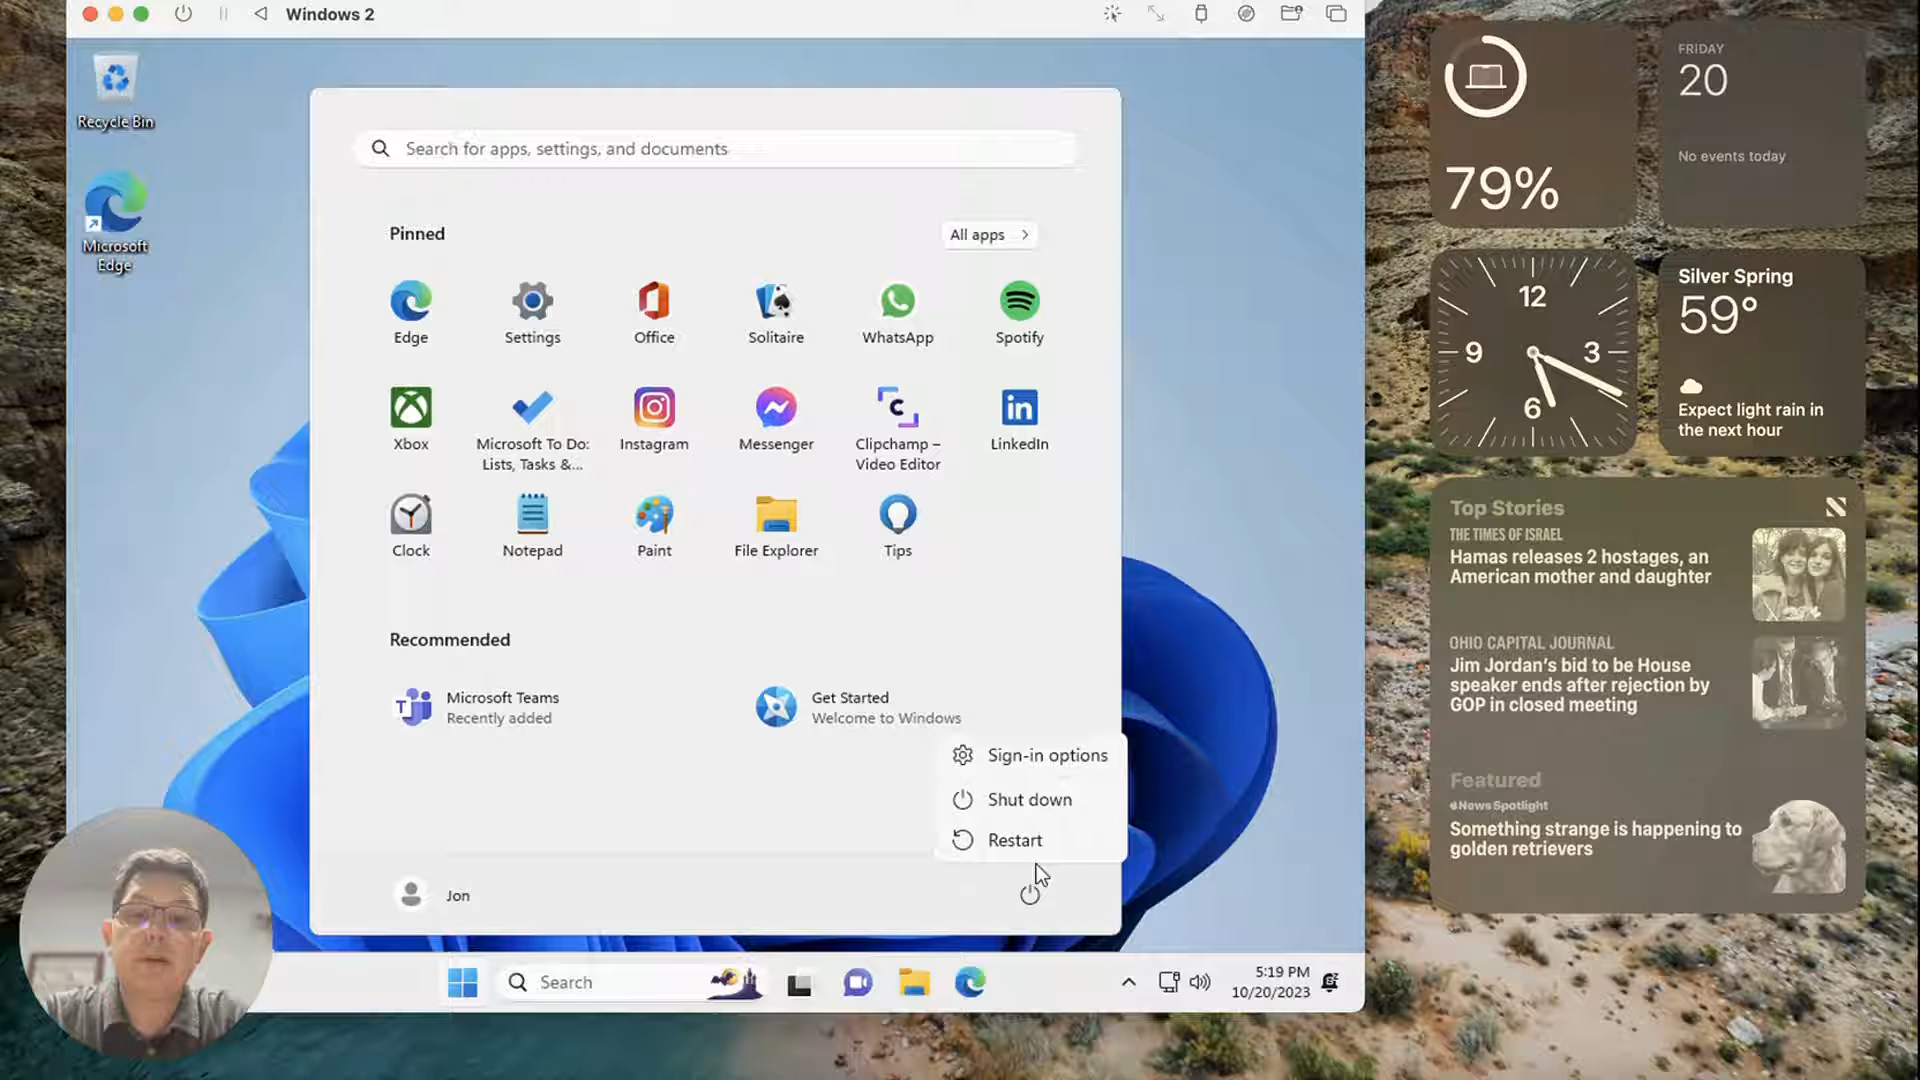 Windows 2
Recycle Bin
Microsoft
Edge
Search for apps, settings, and documents
Pinned
All apps
Edge
Settings
Office
Solitaire
WhatsApp
Spotify
Xbox
Microsoft To Do:
Lists, Tasks &...
Instagram
Messenger
Clipchamp –
Video Editor
LinkedIn
Clock
Notepad
Paint
File Explorer
Tips
Recommended
Microsoft Teams
Recently added
Get Started
Welcome to Windows
Sign-in options
Shut down
Restart
Jon
Search
5:19 PM
10/20/2023
79%
FRIDAY
20
No events today
12
9
3
6
Silver Spring
59°
Expect light rain in
the next hour
Top Stories
THE TIMES OF ISRAEL
Hamas releases 2 hostages, an
American mother and daughter
OHIO CAPITAL JOURNAL
Jim Jordan’s bid to be House
speaker ends after rejection by
GOP in closed meeting
Featured
News Spotlight
Something strange is happening to
golden retrievers